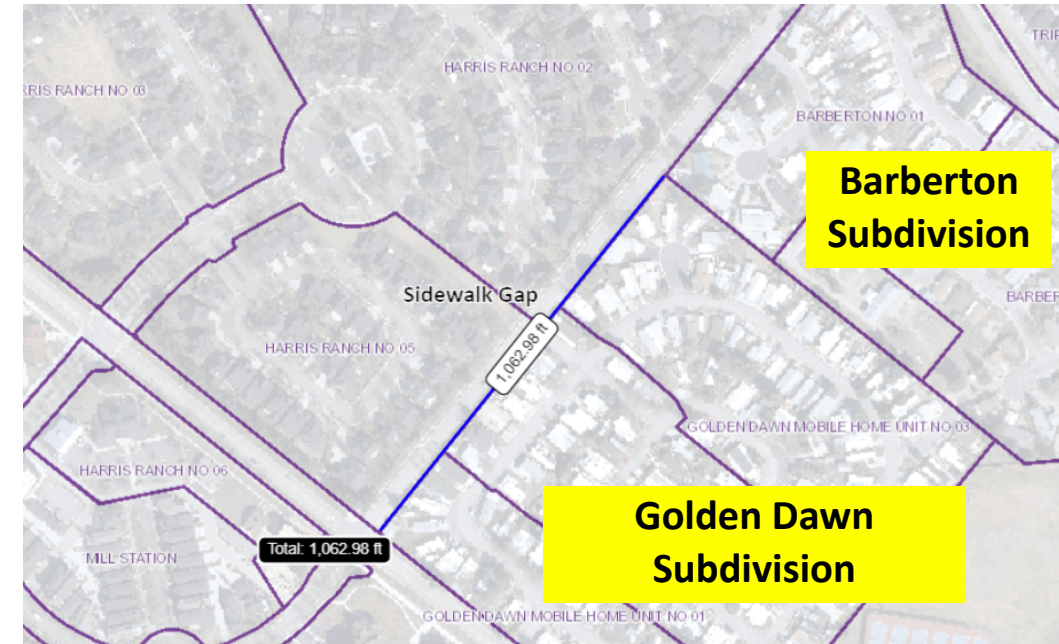 HARRIS RANCH NO 02
RRIS RANCH NO 03
TRIP
BARBERTON NO 01
Barberton
Subdivision
Sidewalk Gap
BARBER
1,062.98 ft
HARRIS RANCH NO 05
GOLDEN DAWN MOBILE HOME UNIT NO 03
HARRIS RANCH NO 06
Golden Dawn
Subdivision
Total: 1,062.98 ft
MILL STATION
GOLDEN DAWN MOBILE HOME UNIT NO 01